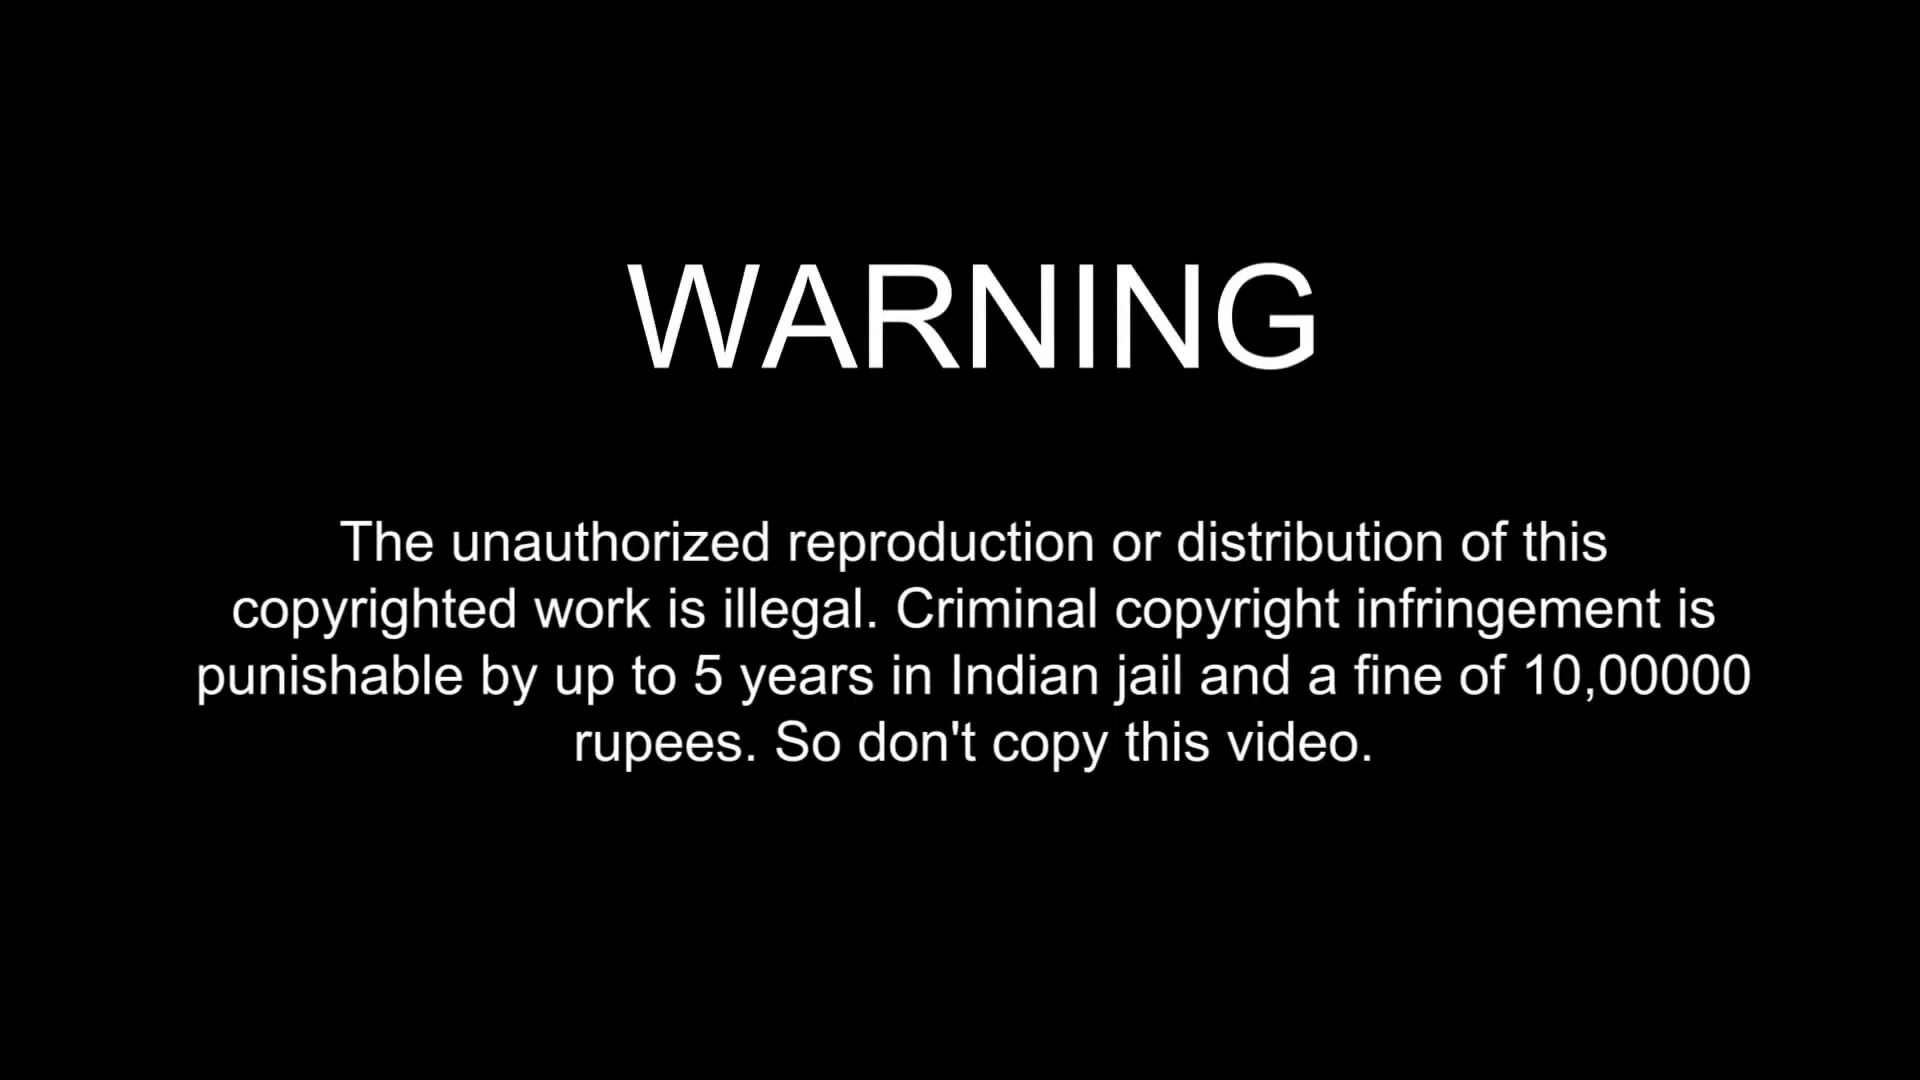 WARNING
The unauthorized reproduction or distribution of this
copyrighted work is illegal. Criminal copyright infringement is
punishable by up to 5 years in Indian jail and a fine of 10,00000
rupees. So don't copy this video.